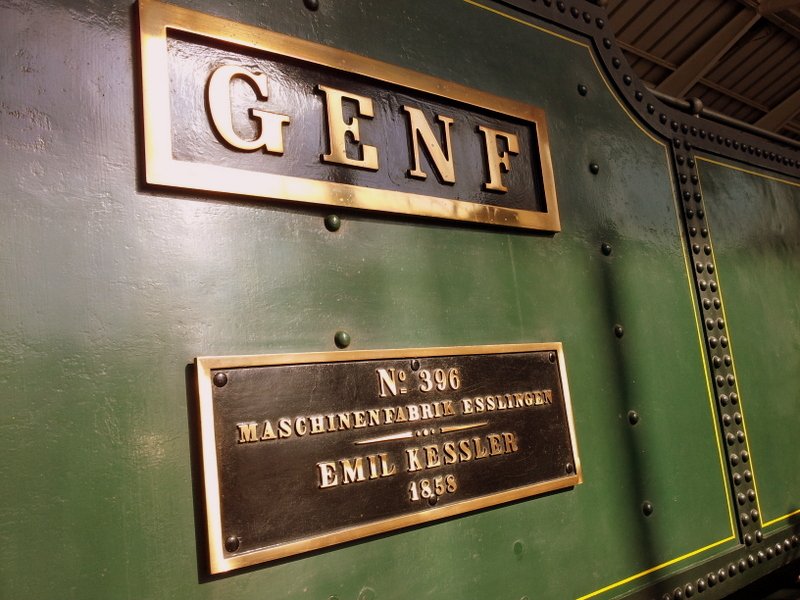 GENF
No 396
MASCHINENFABRIK ESSLINGEN
EMIL KESSLER
1858